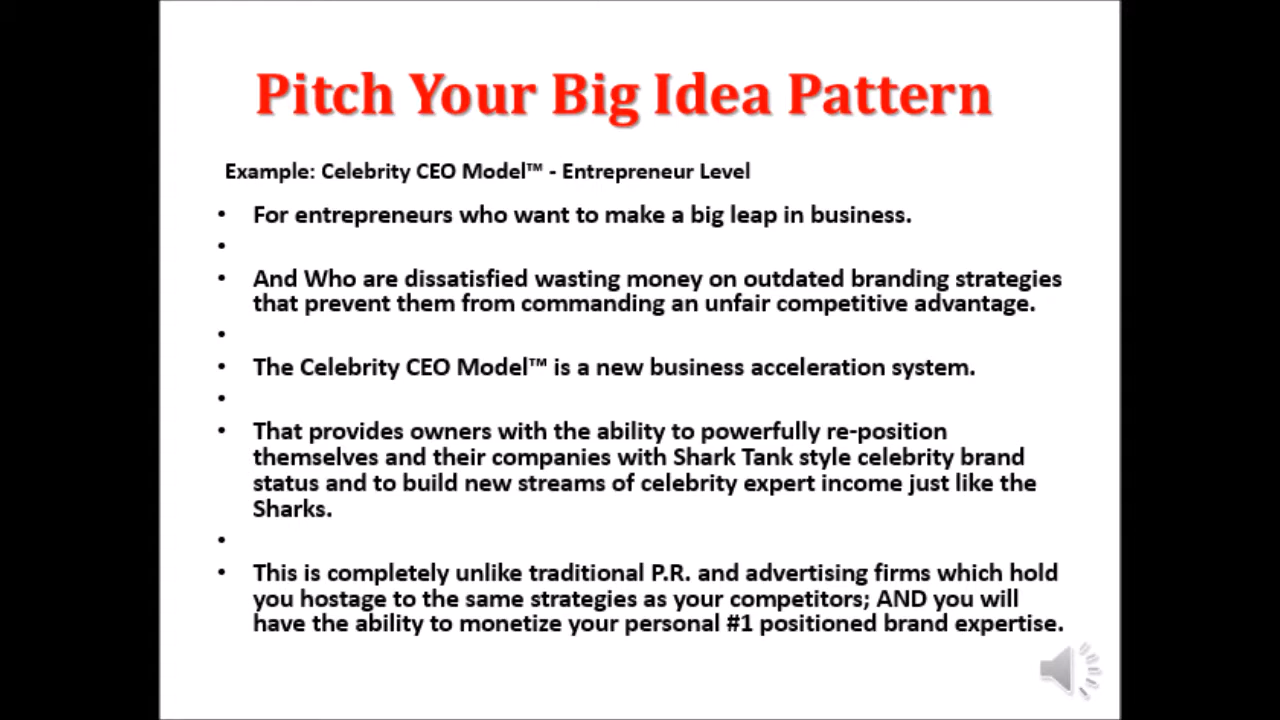 Pitch Your Big Idea Pattern
Example: Celebrity CEO Model™ - Entrepreneur Level
• For entrepreneurs who want to make a big leap in business.
•
• And Who are dissatisfied wasting money on outdated branding strategies
that prevent them from commanding an unfair competitive advantage.
•
• The Celebrity CEO Model™ is a new business acceleration system.
•
• That provides owners with the ability to powerfully re-position
themselves and their companies with Shark Tank style celebrity brand
status and to build new streams of celebrity expert income just like the
Sharks.
•
• This is completely unlike traditional P.R. and advertising firms which hold
you hostage to the same strategies as your competitors; AND you will
have the ability to monetize your personal #1 positioned brand expertise.